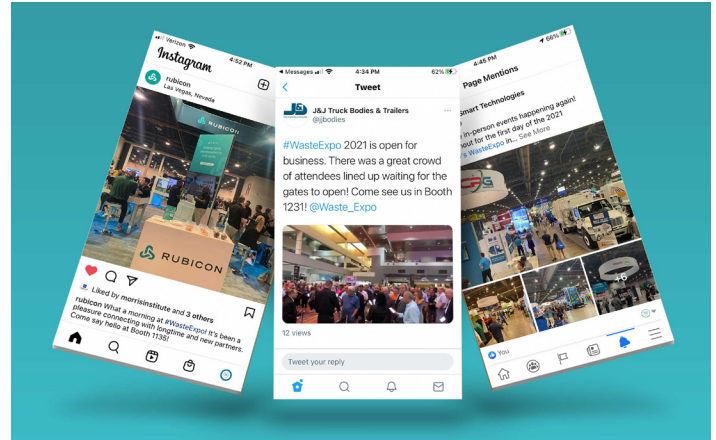 Verizon
4:52 PM
Instagram
rubicon
Las Vegas, Nevada
RUBICON
RUBICON
Liked by morrisinstitute and 3 others
rubicon What a morning at #WasteExpo! It's been a
pleasure connecting with longtime and new partners.
Come say hello at Booth 1135!
Messages
4:34 PM
62%
Tweet
J&J Truck Bodies & Trailers
@jjbodies
#WasteExpo 2021 is open for
business. There was a great crowd
of attendees lined up waiting for the
gates to open! Come see us in Booth
1231! @Waste_Expo
12 views
Tweet your reply
4:45 PM
66%
Page Mentions
Smart Technologies
in-person events happening again!
out for the first day of the 2021
's WasteExpo in... See More
+6
You